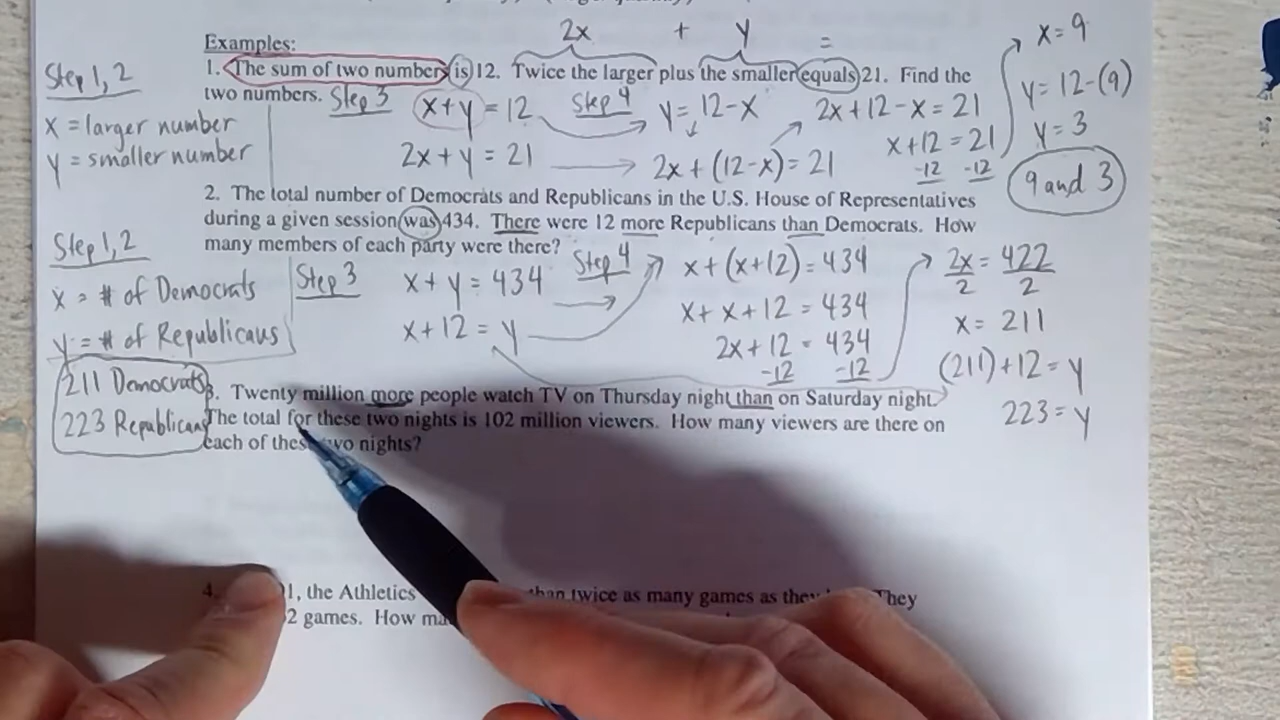 2x + y =
Examples:
1. The sum of two numbers is 12. Twice the larger plus the smaller equals 21. Find the
two numbers.
Step 1, 2
x = larger number
y = smaller number
Step 3
x + y = 12
2x + y = 21
Step 4
y = 12 - x
2x + (12-x) = 21
2x + 12 - x = 21
x + 12 = 21
-12 -12
x = 9
y = 12-(9)
y = 3
9 and 3
2. The total number of Democrats and Republicans in the U.S. House of Representatives
during a given session was 434. There were 12 more Republicans than Democrats. How
many members of each party were there?
Step 1, 2
x = # of Democrats
y = # of Republicans
Step 3
x + y = 434
x + 12 = y
Step 4
x + (x+12) = 434
x + x + 12 = 434
2x + 12 = 434
-12 -12
2x = 422
2 2
x = 211
(211) + 12 = y
223 = y
211 Democrats
223 Republicans
3. Twenty million more people watch TV on Thursday night than on Saturday night.
The total for these two nights is 102 million viewers. How many viewers are there on
each of these two nights?
4. 1, the Athletics than twice as many games as they They
2 games. How